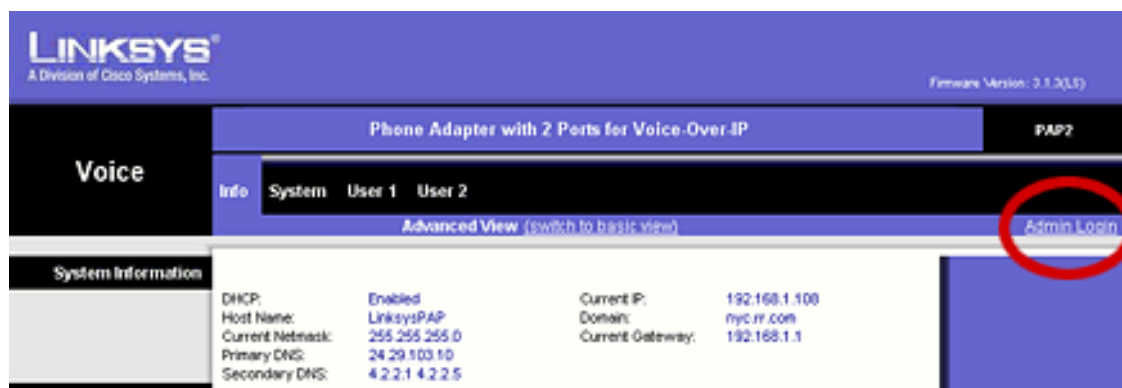 LINKSYS®
A Division of Cisco Systems, Inc.
Firmware Version: 3.1.3(LS)
Phone Adapter with 2 Ports for Voice-Over-IP
PAP2
Voice
Info System User 1 User 2
Advanced View (switch to basic view)
Admin Login
System Information
DHCP: Enabled Current IP: 192.168.1.108
Host Name: LinksysPAP Domain: nyc.rr.com
Current Netmask: 255.255.255.0 Current Gateway: 192.168.1.1
Primary DNS: 24.29.103.10
Secondary DNS: 4.2.2.1 4.2.2.5